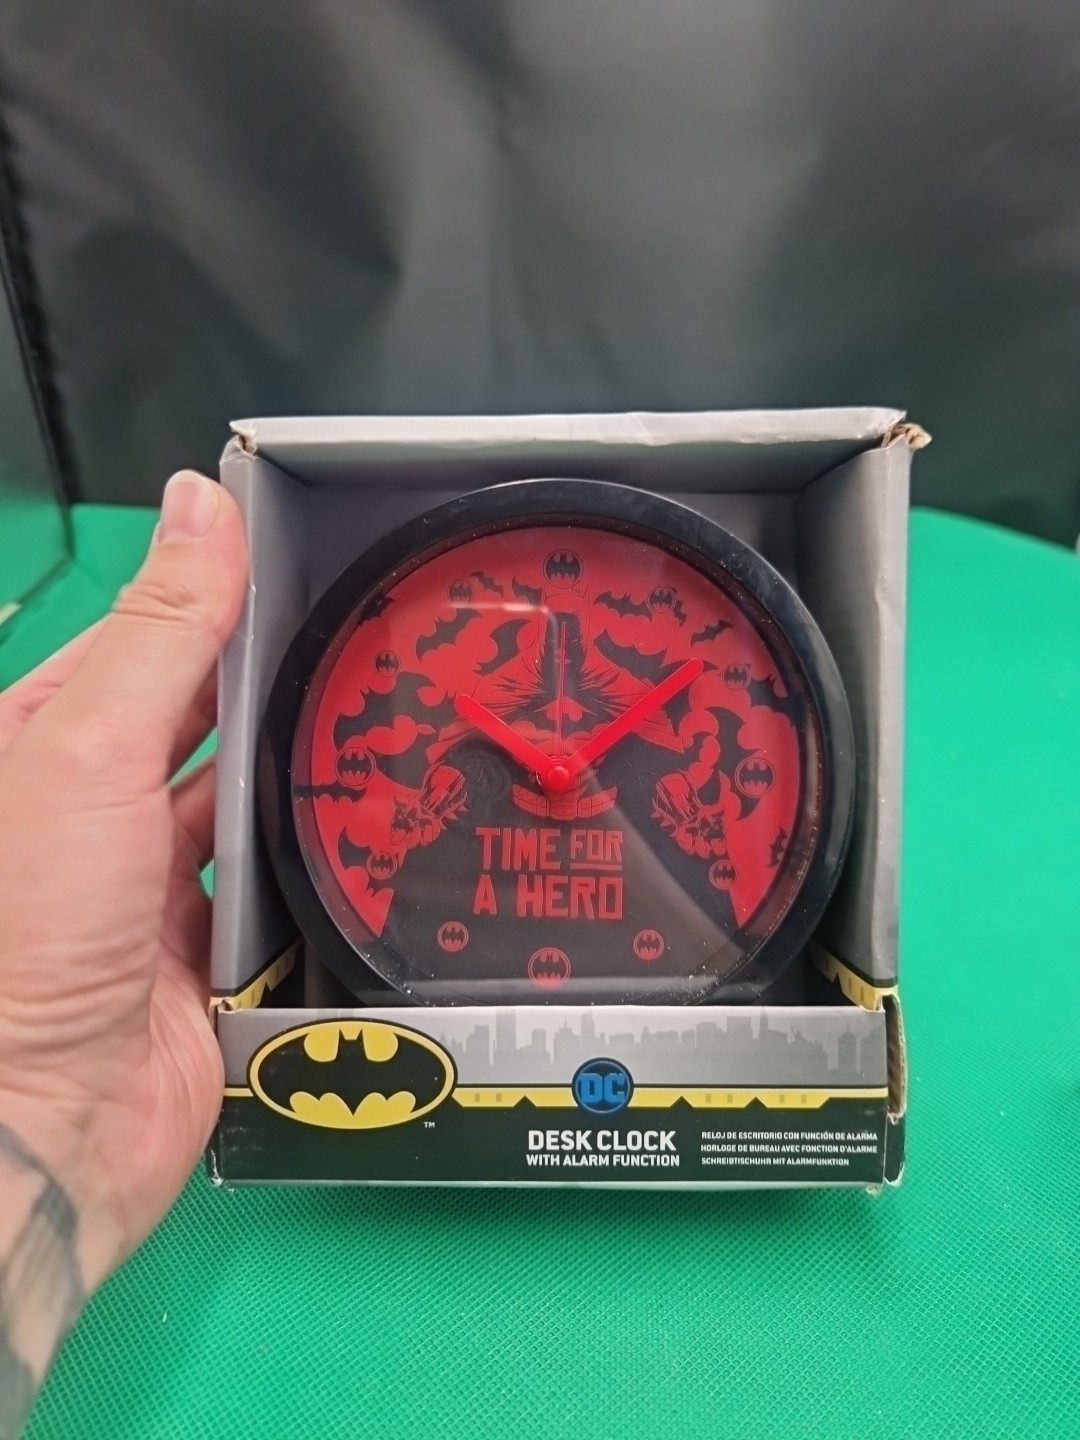 TIME FOR
A HERO
TM
DC
DESK CLOCK
WITH ALARM FUNCTION
RELOJ DE ESCRITORIO CON FUNCIÓN DE ALARMA
HORLOGE DE BUREAU AVEC FONCTION D'ALARME
SCHREIBTISCHUHR MIT ALARMFUNKTION